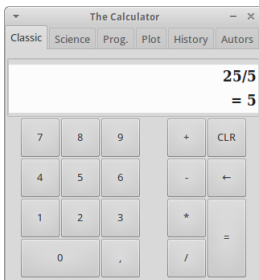 The Calculator
Classic Science Prog. Plot History Autors
25/5
= 5
7 8 9 + CLR
4 5 6 - ←
1 2 3 *
=
0 , /